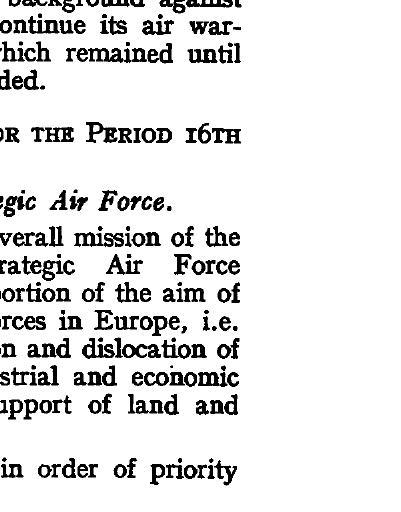 background against
ontinue its air war-
hich remained until
ded.
OR THE PERIOD 16TH
egic Air Force.
verall mission of the
rategic Air Force
ortion of the aim of
rces in Europe, i.e.
n and dislocation of
strial and economic
upport of land and
in order of priority